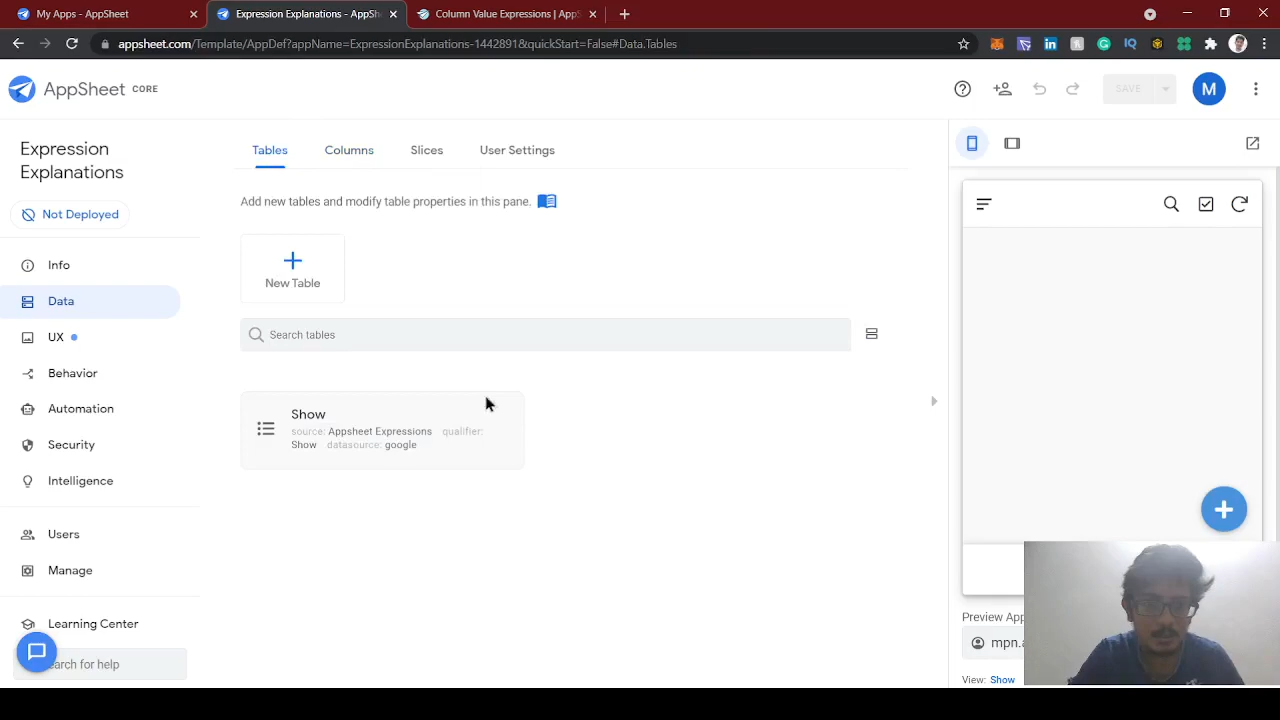 My Apps - AppSheet
Expression Explanations - AppSh
Column Value Expressions | AppS
appsheet.com/Template/AppDef?appName=ExpressionExplanations-1442891&quickStart=False#Data.Tables
AppSheet CORE
SAVE
M
Expression
Explanations
Not Deployed
Info
Data
UX
Behavior
Automation
Security
Intelligence
Users
Manage
Learning Center
earch for help
Tables Columns Slices User Settings
Add new tables and modify table properties in this pane.
New Table
Search tables
Show
source: Appsheet Expressions qualifier:
Show datasource: google
Preview App
mpn.a
View: Show